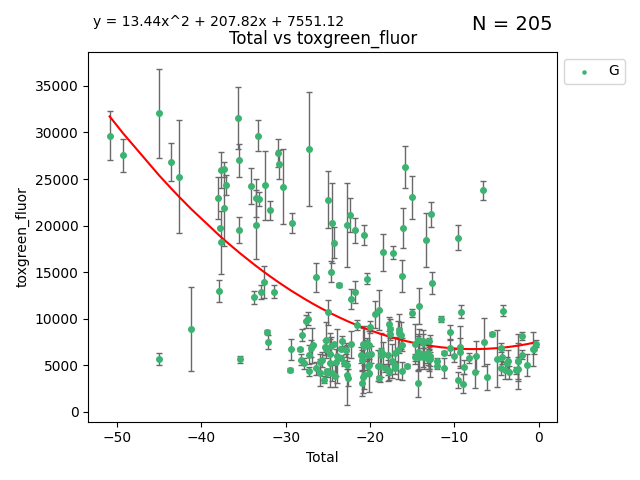 y = 13.44x^2 + 207.82x + 7551.12
N = 205
Total vs toxgreen_fluor
G
toxgreen_fluor
35000
30000
25000
20000
15000
10000
5000
0
−50
−40
−30
−20
−10
0
Total